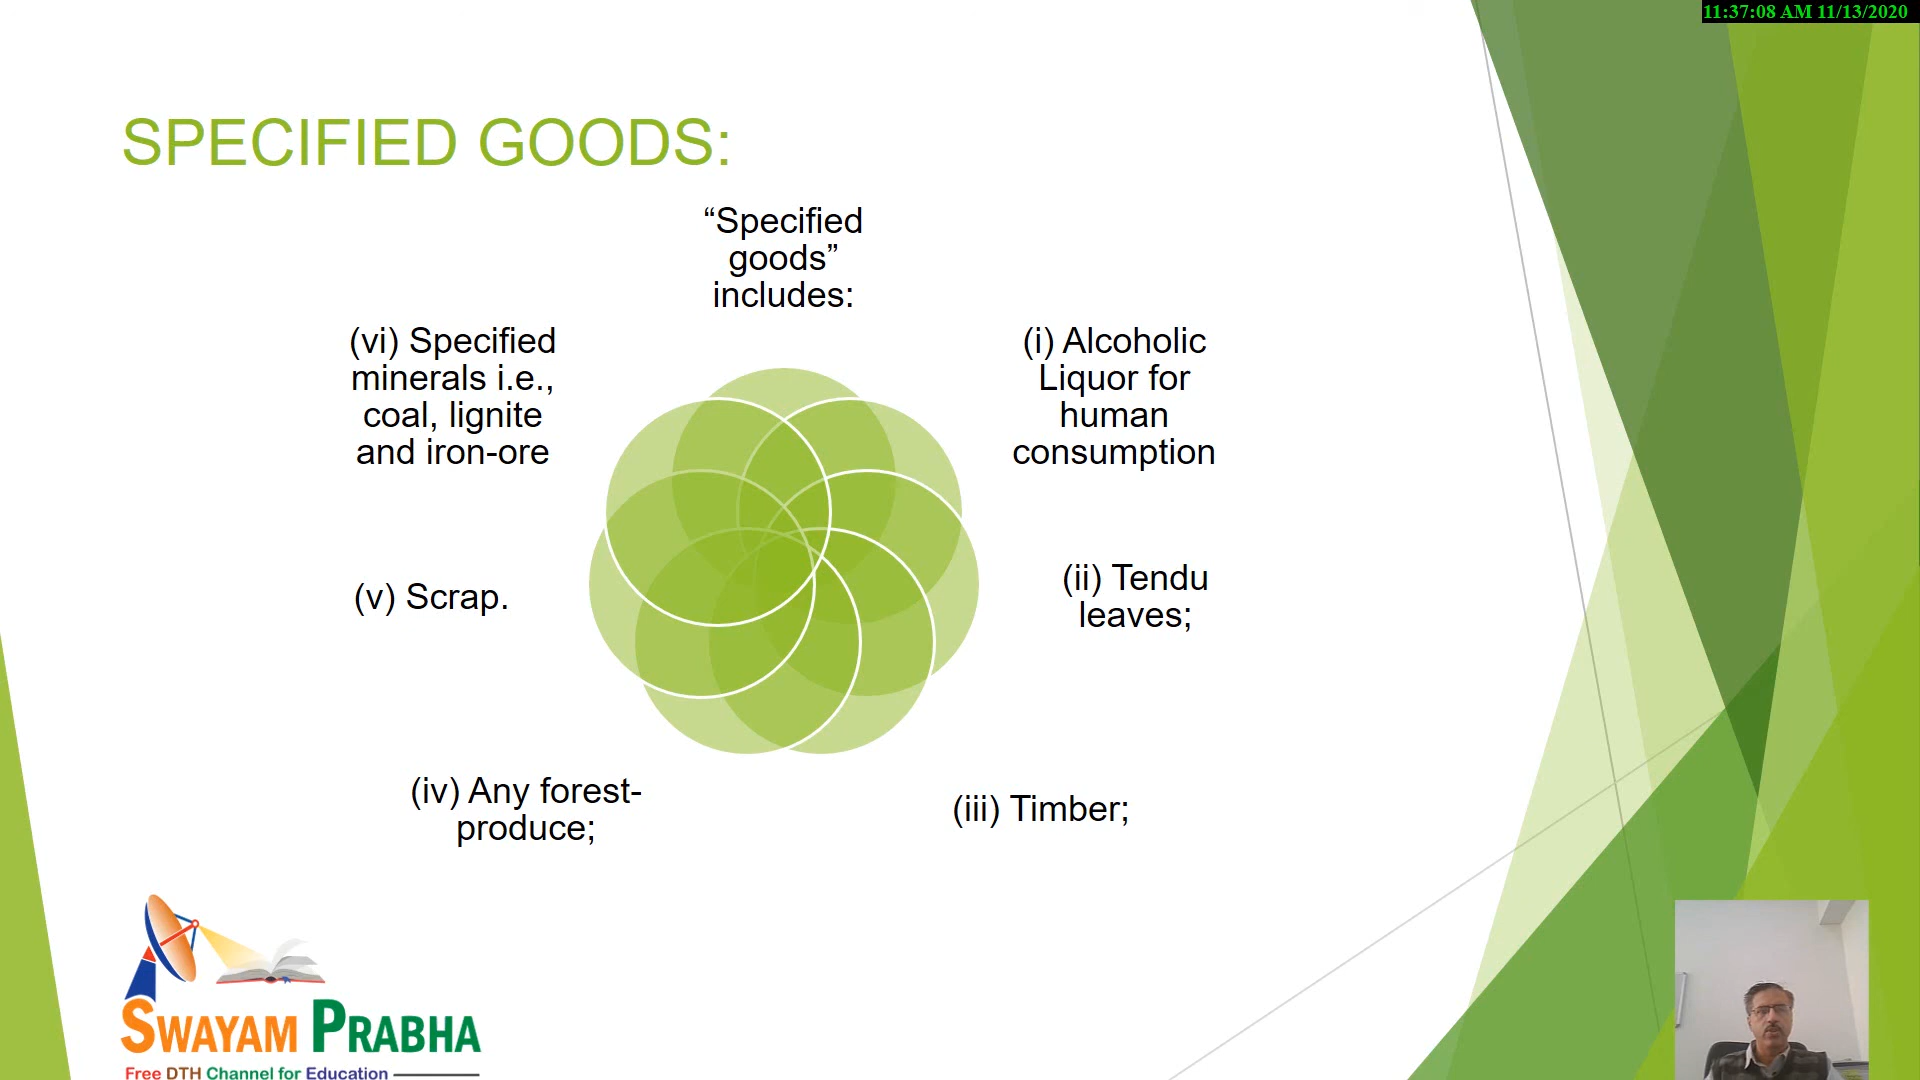 11:37:08 AM 11/13/2020
SPECIFIED GOODS:
“Specified
goods”
includes:
(i) Alcoholic
Liquor for
human
consumption
(ii) Tendu
leaves;
(iii) Timber;
(iv) Any forest-
produce;
(v) Scrap.
(vi) Specified
minerals i.e.,
coal, lignite
and iron-ore
SWAYAM PRABHA
Free DTH Channel for Education